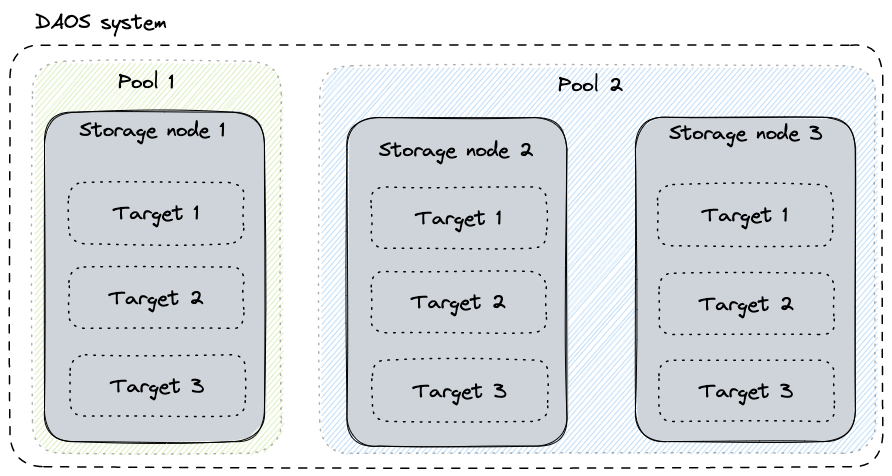 DAOS system
Pool 1
Storage node 1
Target 1
Target 2
Target 3
Pool 2
Storage node 2
Target 1
Target 2
Target 3
Storage node 3
Target 1
Target 2
Target 3